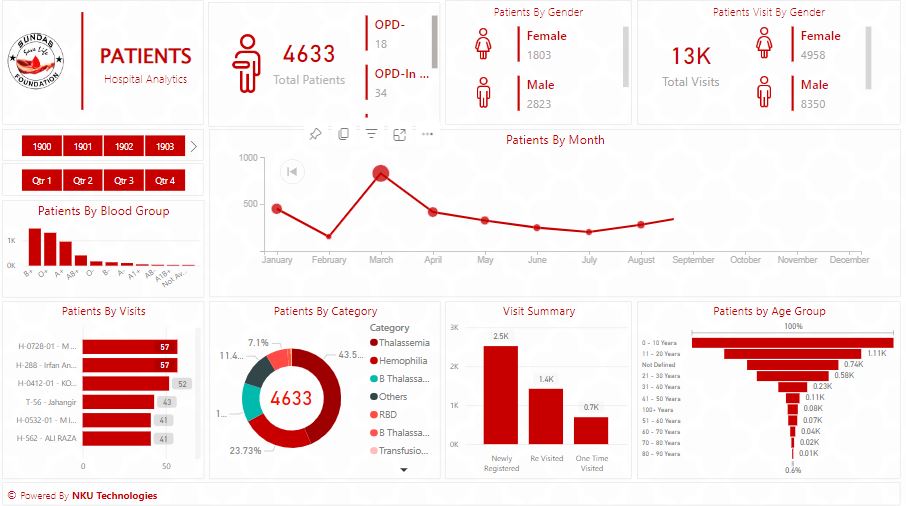 SUNDAS
Save Life
FOUNDATION
PATIENTS
Hospital Analytics
4633
Total Patients
OPD-
18
OPD-In ...
34
Patients By Gender
Female
1803
Male
2823
Patients Visit By Gender
13K
Total Visits
Female
4958
Male
8350
1900 1901 1902 1903
Qtr 1 Qtr 2 Qtr 3 Qtr 4
Patients By Month
1000
500
January February March April May June July August September October November December
Patients By Blood Group
1K
0K
B+ O+ A+ AB+ O- B- A- A1+ AB- A1B+ Not Av...
Patients By Visits
H-0728-01 - M ... 57
H-288 - Irfan An... 57
H-0412-01 - KO... 52
T-56 - Jahangir 43
H-0532-01 - M I... 41
H-562 - ALI RAZA 41
0 50
Patients By Category
7.1%
11.4...
1...
23.73%
43.5...
4633
Category
Thalassemia
Hemophilia
B Thalassa...
Others
RBD
B Thalassa...
Transfusio...
Visit Summary
3K
2K
1K
0K
2.5K
1.4K
0.7K
Newly Registered
Re Visited
One Time Visited
Patients by Age Group
100%
0 - 10 Years
11 - 20 Years 1.11K
Not Defined 0.74K
21 - 30 Years 0.58K
31 - 40 Years 0.23K
41 - 50 Years 0.11K
100+ Years 0.08K
51 - 60 Years 0.07K
60 - 70 Years 0.04K
70 - 80 Years 0.02K
80 - 90 Years 0.01K
0.6%
© Powered By NKU Technologies